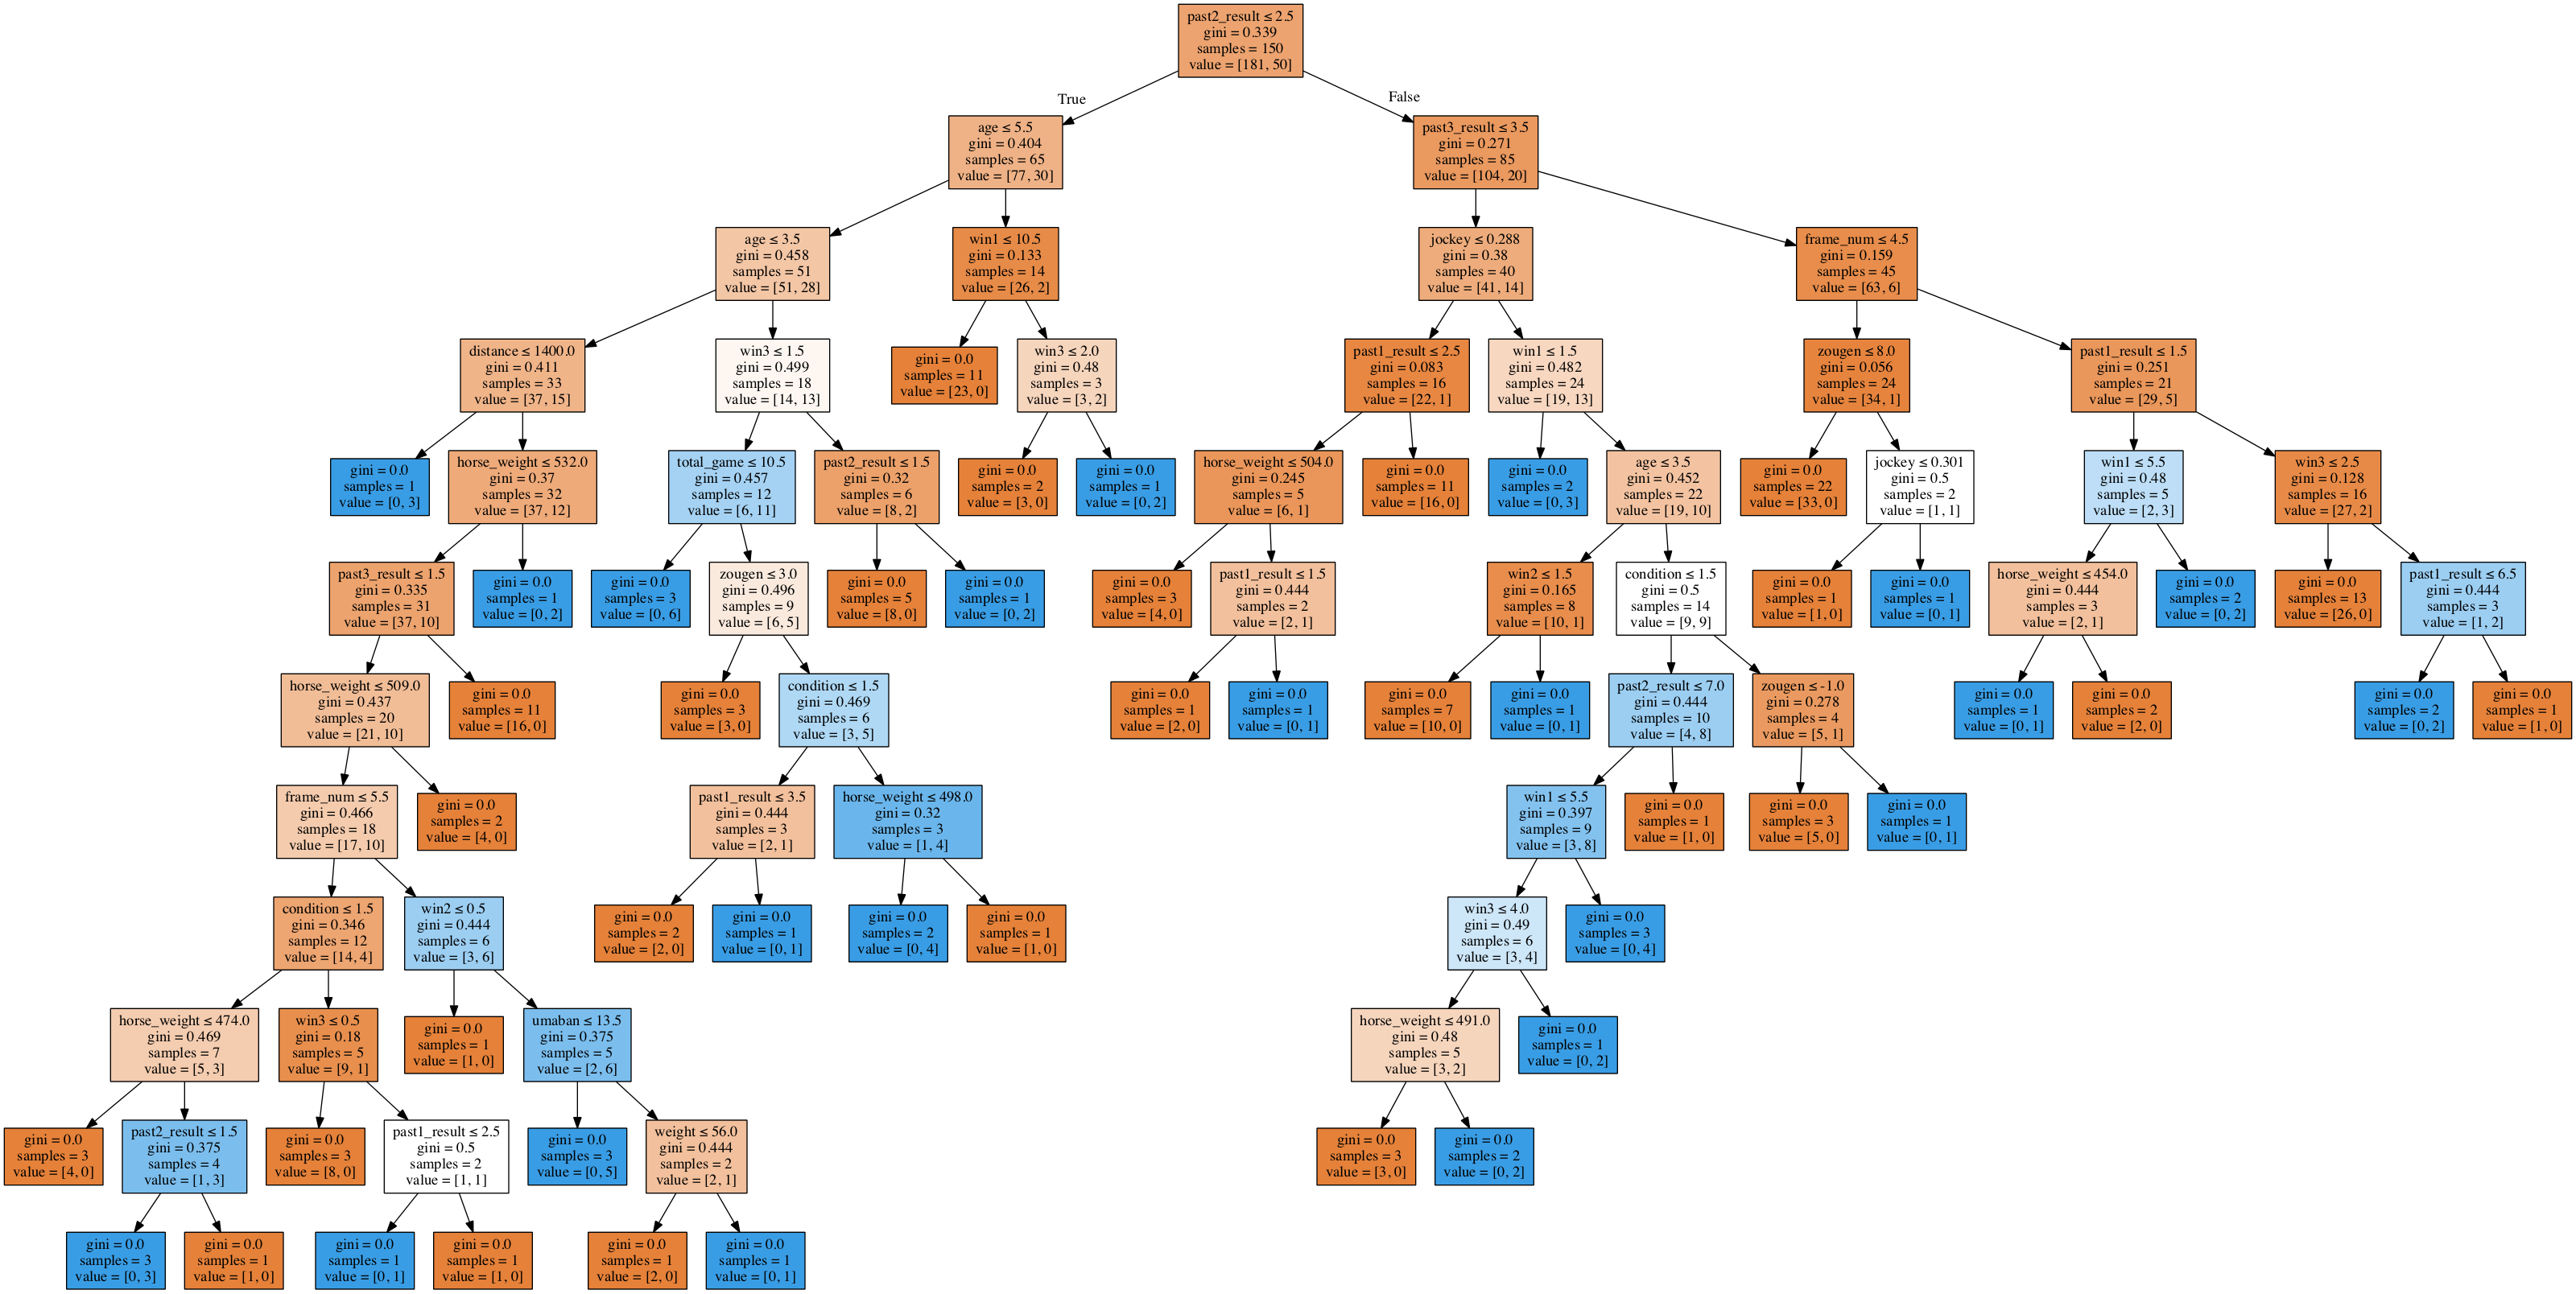 past2_result ≤ 2.5
gini = 0.339
samples = 150
value = [181, 50]
True
False
age ≤ 5.5
gini = 0.404
samples = 65
value = [77, 30]
past3_result ≤ 3.5
gini = 0.271
samples = 85
value = [104, 20]
age ≤ 3.5
gini = 0.458
samples = 51
value = [51, 28]
win1 ≤ 10.5
gini = 0.133
samples = 14
value = [26, 2]
jockey ≤ 0.288
gini = 0.38
samples = 40
value = [41, 14]
frame_num ≤ 4.5
gini = 0.159
samples = 45
value = [63, 6]
distance ≤ 1400.0
gini = 0.411
samples = 33
value = [37, 15]
win3 ≤ 1.5
gini = 0.499
samples = 18
value = [14, 13]
gini = 0.0
samples = 11
value = [23, 0]
win3 ≤ 2.0
gini = 0.48
samples = 3
value = [3, 2]
past1_result ≤ 2.5
gini = 0.083
samples = 16
value = [22, 1]
win1 ≤ 1.5
gini = 0.482
samples = 24
value = [19, 13]
zougen ≤ 8.0
gini = 0.056
samples = 24
value = [34, 1]
past1_result ≤ 1.5
gini = 0.251
samples = 21
value = [29, 5]
gini = 0.0
samples = 1
value = [0, 3]
horse_weight ≤ 532.0
gini = 0.37
samples = 32
value = [37, 12]
total_game ≤ 10.5
gini = 0.457
samples = 12
value = [6, 11]
past2_result ≤ 1.5
gini = 0.32
samples = 6
value = [8, 2]
gini = 0.0
samples = 2
value = [3, 0]
gini = 0.0
samples = 1
value = [0, 2]
horse_weight ≤ 504.0
gini = 0.245
samples = 5
value = [6, 1]
gini = 0.0
samples = 11
value = [16, 0]
gini = 0.0
samples = 2
value = [0, 3]
age ≤ 3.5
gini = 0.452
samples = 22
value = [19, 10]
gini = 0.0
samples = 22
value = [33, 0]
jockey ≤ 0.301
gini = 0.5
samples = 2
value = [1, 1]
win1 ≤ 5.5
gini = 0.48
samples = 5
value = [2, 3]
win3 ≤ 2.5
gini = 0.128
samples = 16
value = [27, 2]
past3_result ≤ 1.5
gini = 0.335
samples = 31
value = [37, 10]
gini = 0.0
samples = 1
value = [0, 2]
gini = 0.0
samples = 3
value = [0, 6]
zougen ≤ 3.0
gini = 0.496
samples = 9
value = [6, 5]
gini = 0.0
samples = 5
value = [8, 0]
gini = 0.0
samples = 1
value = [0, 2]
gini = 0.0
samples = 3
value = [4, 0]
past1_result ≤ 1.5
gini = 0.444
samples = 2
value = [2, 1]
win2 ≤ 1.5
gini = 0.165
samples = 8
value = [10, 1]
condition ≤ 1.5
gini = 0.5
samples = 14
value = [9, 9]
gini = 0.0
samples = 1
value = [1, 0]
gini = 0.0
samples = 1
value = [0, 1]
horse_weight ≤ 454.0
gini = 0.444
samples = 3
value = [2, 1]
gini = 0.0
samples = 2
value = [0, 2]
gini = 0.0
samples = 13
value = [26, 0]
past1_result ≤ 6.5
gini = 0.444
samples = 3
value = [1, 2]
horse_weight ≤ 509.0
gini = 0.437
samples = 20
value = [21, 10]
gini = 0.0
samples = 11
value = [16, 0]
gini = 0.0
samples = 3
value = [3, 0]
condition ≤ 1.5
gini = 0.469
samples = 6
value = [3, 5]
gini = 0.0
samples = 1
value = [2, 0]
gini = 0.0
samples = 1
value = [0, 1]
gini = 0.0
samples = 7
value = [10, 0]
gini = 0.0
samples = 1
value = [0, 1]
past2_result ≤ 7.0
gini = 0.444
samples = 10
value = [4, 8]
zougen ≤ -1.0
gini = 0.278
samples = 4
value = [5, 1]
gini = 0.0
samples = 1
value = [0, 1]
gini = 0.0
samples = 2
value = [2, 0]
gini = 0.0
samples = 2
value = [0, 2]
gini = 0.0
samples = 1
value = [1, 0]
frame_num ≤ 5.5
gini = 0.466
samples = 18
value = [17, 10]
gini = 0.0
samples = 2
value = [4, 0]
past1_result ≤ 3.5
gini = 0.444
samples = 3
value = [2, 1]
horse_weight ≤ 498.0
gini = 0.32
samples = 3
value = [1, 4]
win1 ≤ 5.5
gini = 0.397
samples = 9
value = [3, 8]
gini = 0.0
samples = 1
value = [1, 0]
gini = 0.0
samples = 3
value = [5, 0]
gini = 0.0
samples = 1
value = [0, 1]
condition ≤ 1.5
gini = 0.346
samples = 12
value = [14, 4]
win2 ≤ 0.5
gini = 0.444
samples = 6
value = [3, 6]
gini = 0.0
samples = 2
value = [2, 0]
gini = 0.0
samples = 1
value = [0, 1]
gini = 0.0
samples = 2
value = [0, 4]
gini = 0.0
samples = 1
value = [1, 0]
win3 ≤ 4.0
gini = 0.49
samples = 6
value = [3, 4]
gini = 0.0
samples = 3
value = [0, 4]
horse_weight ≤ 474.0
gini = 0.469
samples = 7
value = [5, 3]
win3 ≤ 0.5
gini = 0.18
samples = 5
value = [9, 1]
gini = 0.0
samples = 1
value = [1, 0]
umaban ≤ 13.5
gini = 0.375
samples = 5
value = [2, 6]
horse_weight ≤ 491.0
gini = 0.48
samples = 5
value = [3, 2]
gini = 0.0
samples = 1
value = [0, 2]
gini = 0.0
samples = 3
value = [4, 0]
past2_result ≤ 1.5
gini = 0.375
samples = 4
value = [1, 3]
gini = 0.0
samples = 3
value = [8, 0]
past1_result ≤ 2.5
gini = 0.5
samples = 2
value = [1, 1]
gini = 0.0
samples = 3
value = [0, 5]
weight ≤ 56.0
gini = 0.444
samples = 2
value = [2, 1]
gini = 0.0
samples = 3
value = [3, 0]
gini = 0.0
samples = 2
value = [0, 2]
gini = 0.0
samples = 3
value = [0, 3]
gini = 0.0
samples = 1
value = [1, 0]
gini = 0.0
samples = 1
value = [0, 1]
gini = 0.0
samples = 1
value = [1, 0]
gini = 0.0
samples = 1
value = [2, 0]
gini = 0.0
samples = 1
value = [0, 1]